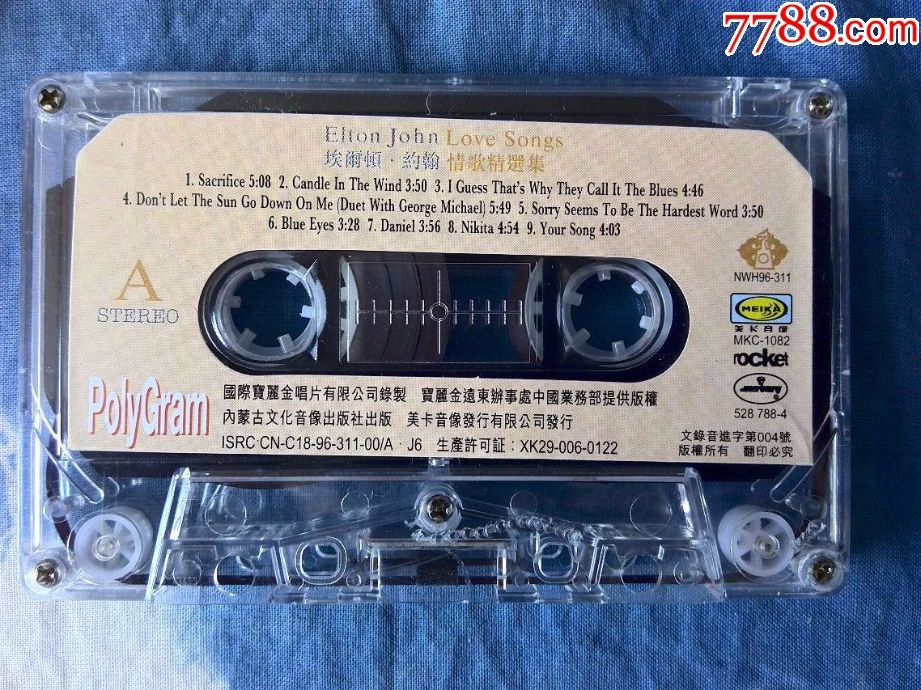 7788.com
Elton John Love Songs
埃爾頓·約翰 情歌精選集
1. Sacrifice 5:08 2. Candle In The Wind 3:50 3. I Guess That's Why They Call It The Blues 4:46
4. Don't Let The Sun Go Down On Me (Duet With George Michael) 5:49 5. Sorry Seems To Be The Hardest Word 3:50
6. Blue Eyes 3:28 7. Daniel 3:56 8. Nikita 4:54 9. Your Song 4:03
A
STEREO
NWH96-311
MEIKA
美卡音像
MKC-1082
rocket
mercury
528 788-4
PolyGram
國際寶麗金唱片有限公司錄製 寶麗金遠東辦事處中國業務部提供版權
內蒙古文化音像出版社出版 美卡音像發行有限公司發行
ISRC CN-C18-96-311-00/A·J6 生產許可証：XK29-006-0122
文錄音進字第004號
版權所有 翻印必究